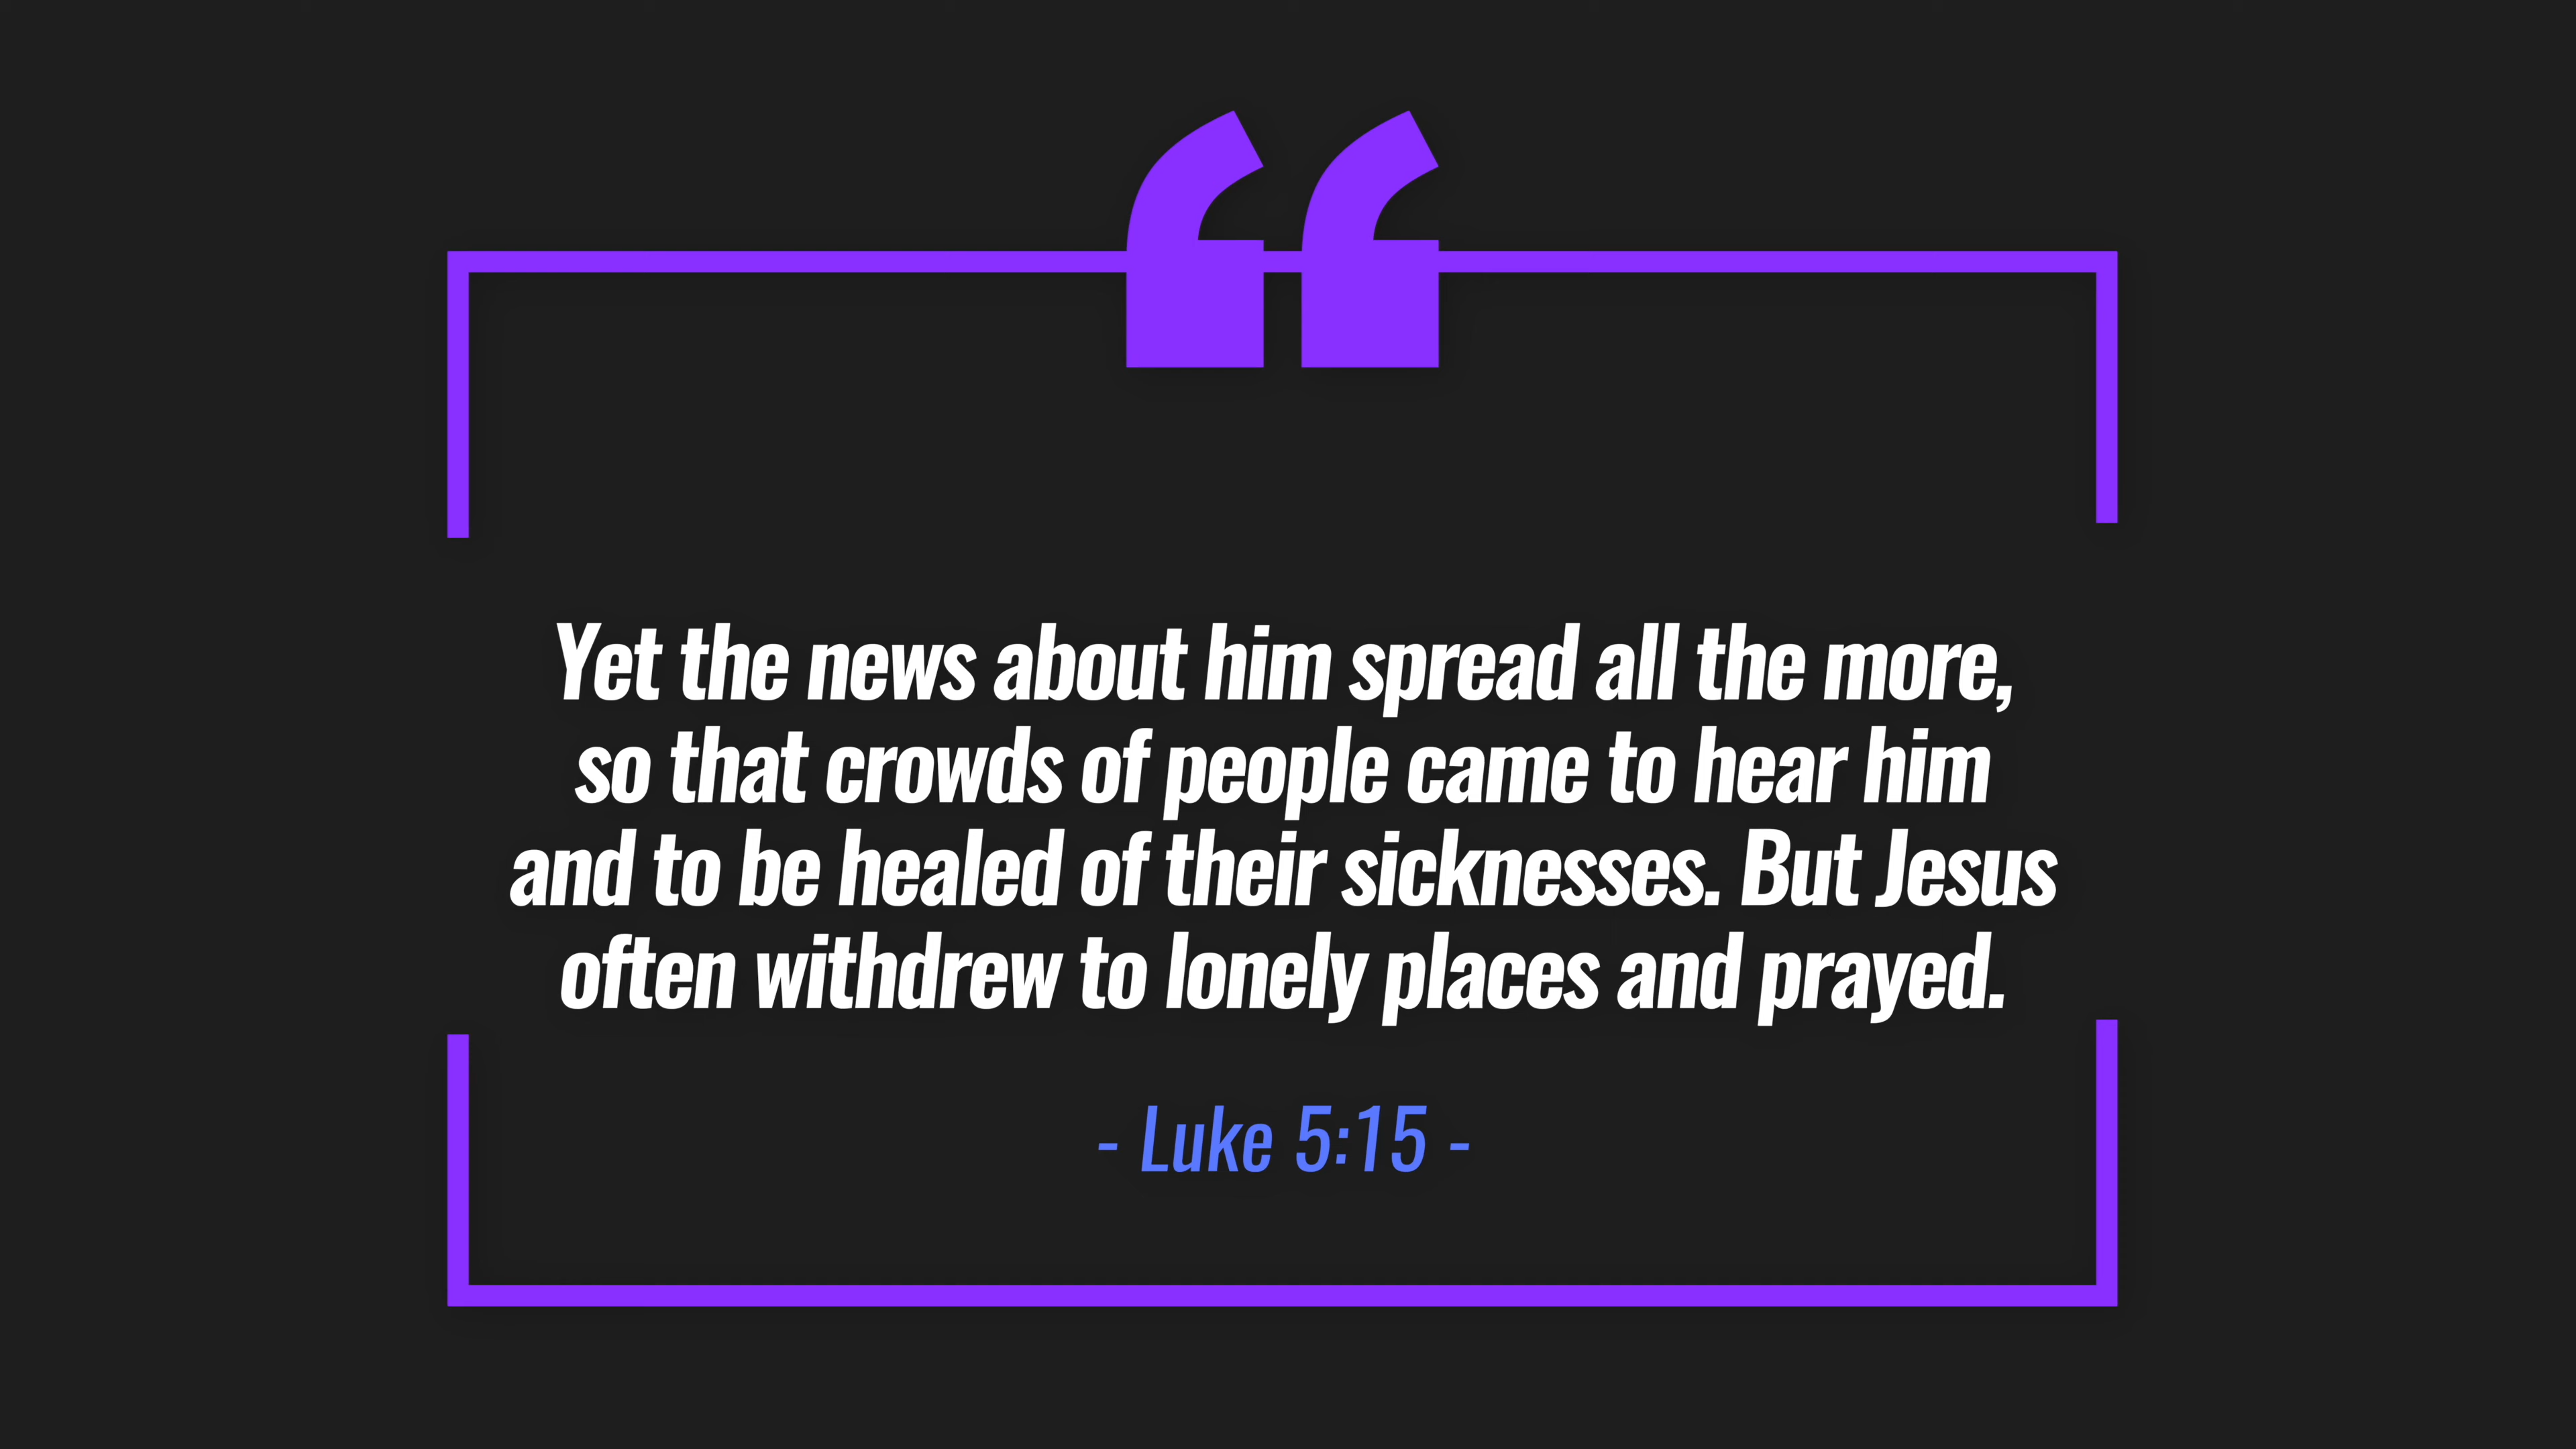 “
Yet the news about him spread all the more,
so that crowds of people came to hear him
and to be healed of their sicknesses. But Jesus
often withdrew to lonely places and prayed.
- Luke 5:15 -